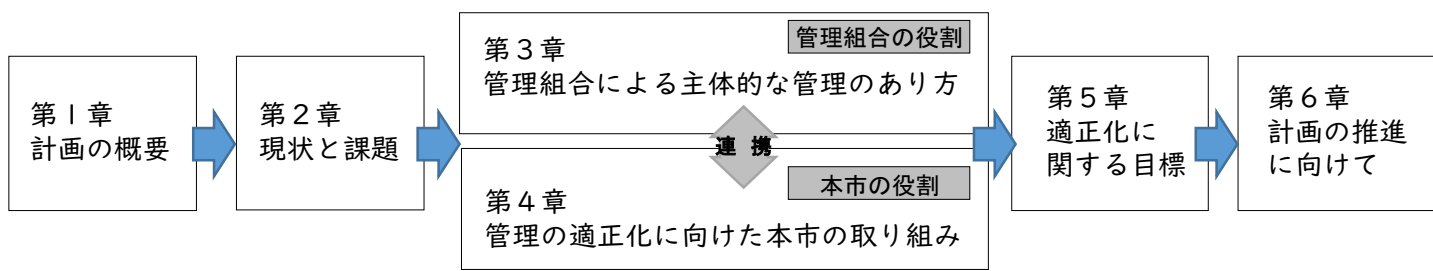 第１章
計画の概要
第２章
現状と課題
管理組合の役割
第３章
管理組合による主体的な管理のあり方
連 携
本市の役割
第４章
管理の適正化に向けた本市の取り組み
第５章
適正化に
関する目標
第６章
計画の推進
に向けて